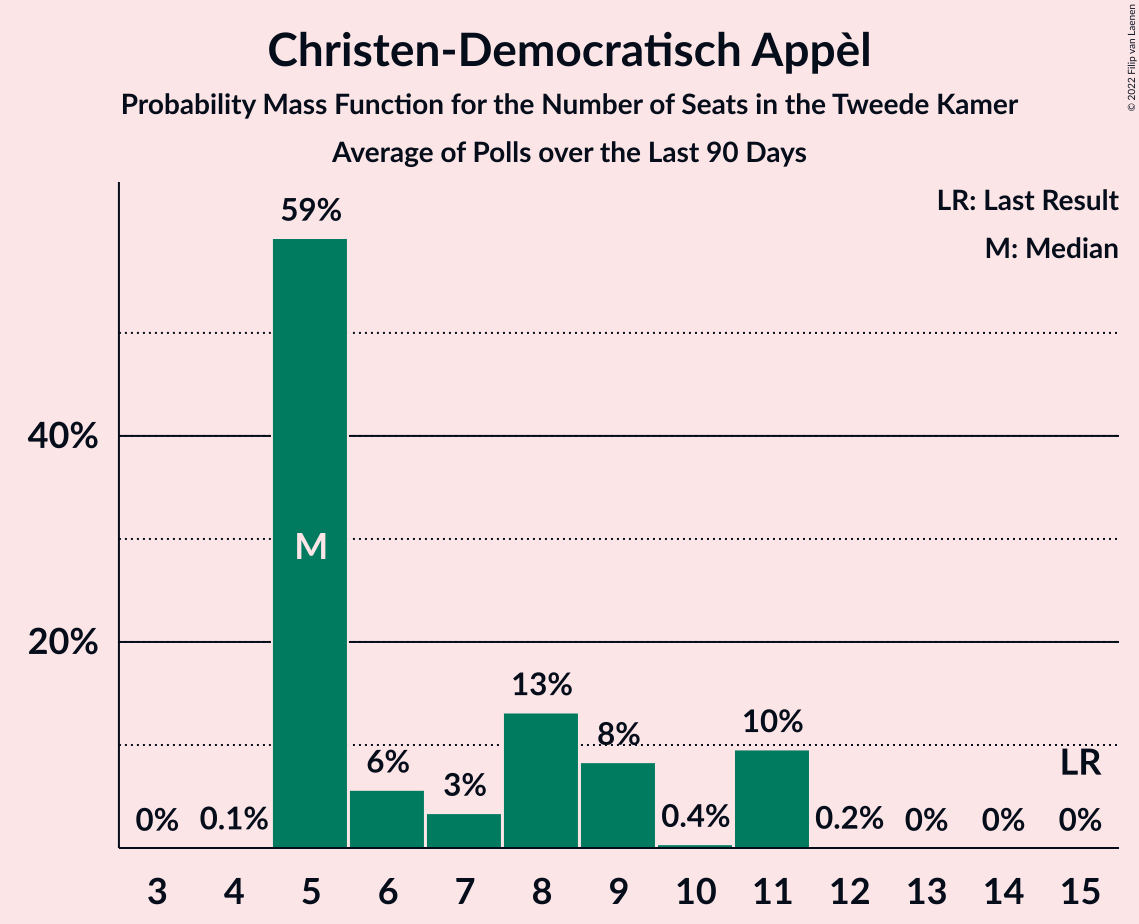 Christen-Democratisch Appèl
Probability Mass Function for the Number of Seats in the Tweede Kamer
Average of Polls over the Last 90 Days
© 2022 Filip van Laenen
LR: Last Result
M: Median
59%
40%
M
20%
13%
10%
8%
6%
LR
3%
0% 0.1% 0.4% 0.2% 0% 0% 0%
3 4 5 6 7 8 9 10 11 12 13 14 15